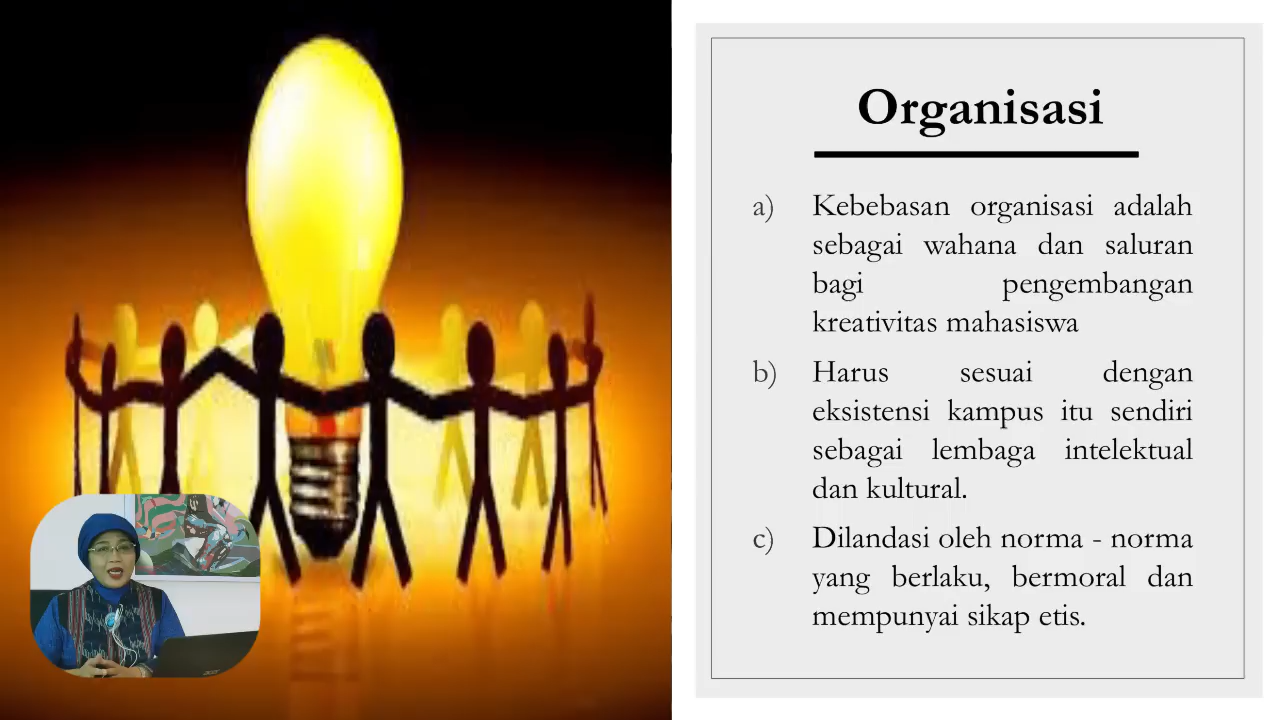 Organisasi
a) Kebebasan organisasi adalah
sebagai wahana dan saluran
bagi pengembangan
kreativitas mahasiswa
b) Harus sesuai dengan
eksistensi kampus itu sendiri
sebagai lembaga intelektual
dan kultural.
c) Dilandasi oleh norma - norma
yang berlaku, bermoral dan
mempunyai sikap etis.